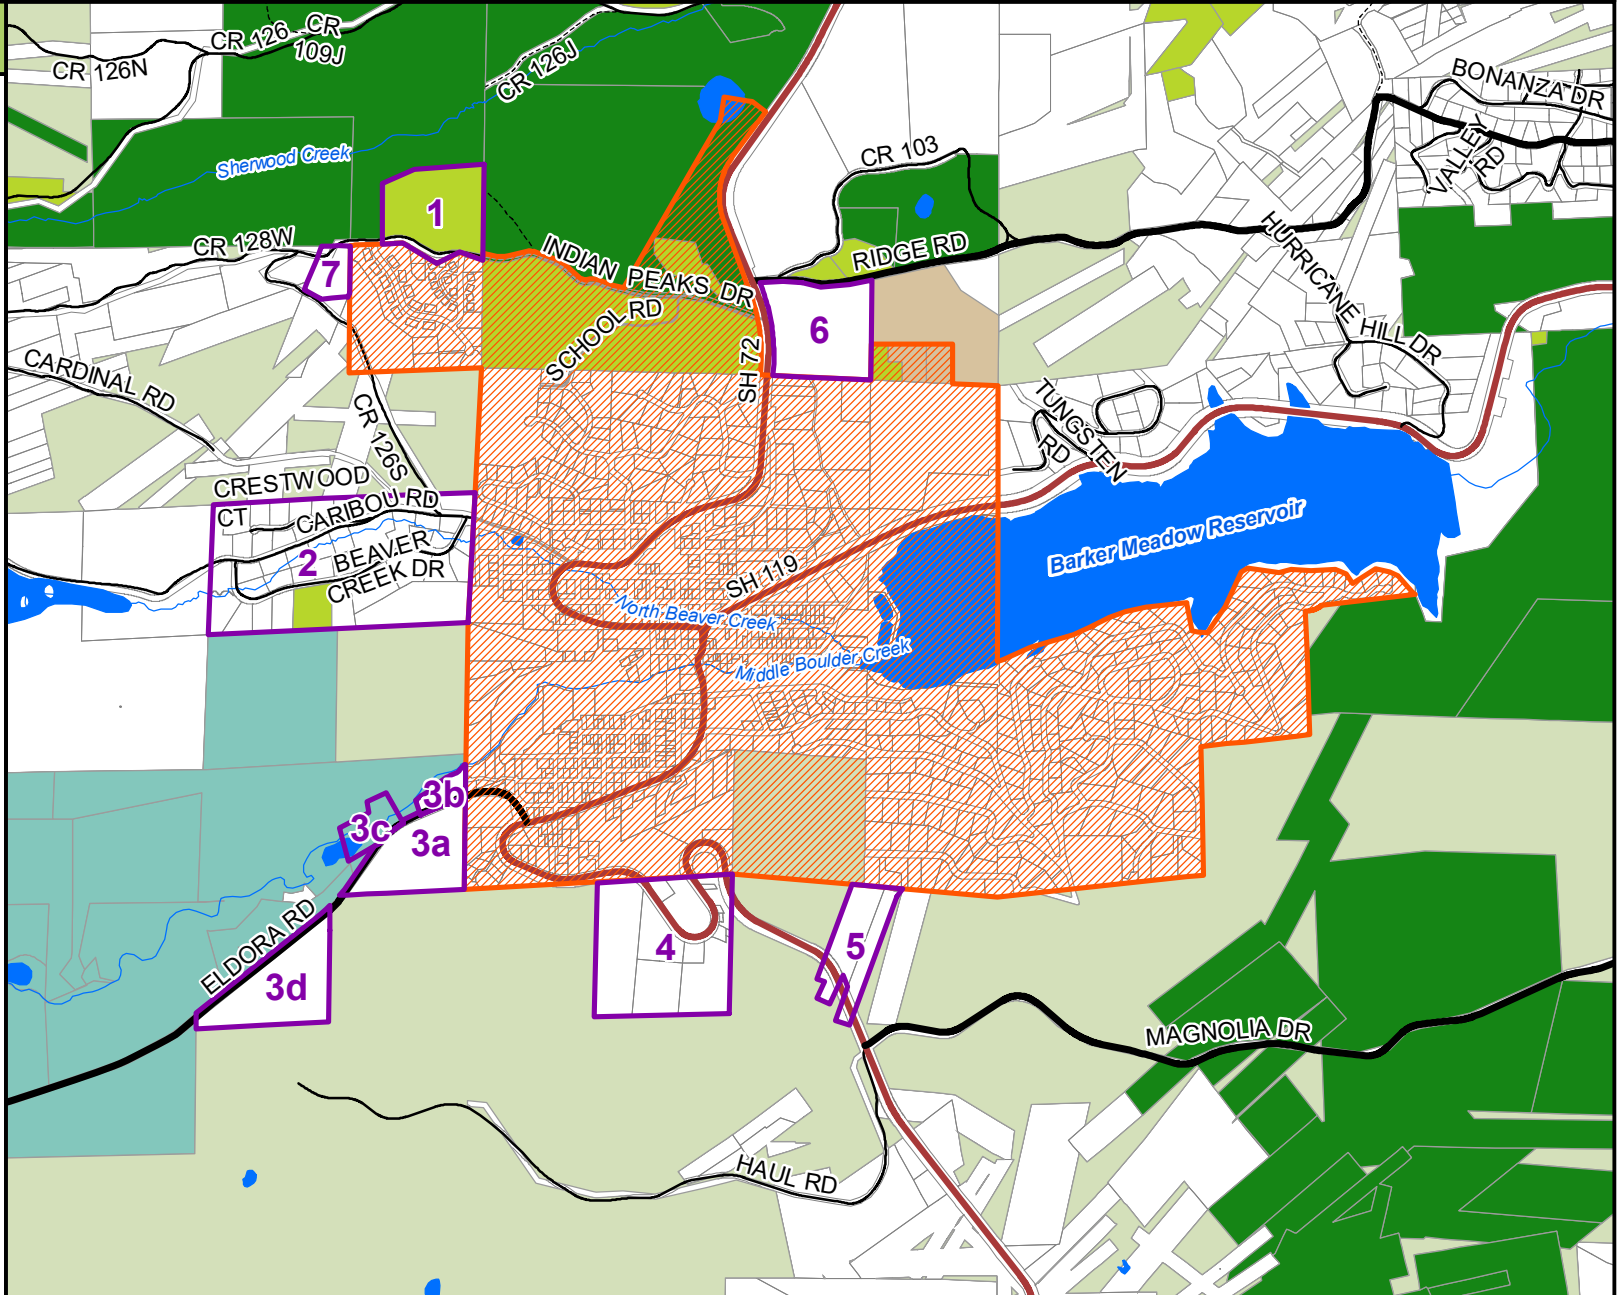 CR 126
CR
109J
CR 126N
CR 126J
BONANZA DR
VALLEY
RD
Sherwood Creek
CR 103
1
CR 128W
INDIAN PEAKS DR
RIDGE RD
HURRICANE HILL DR
7
SCHOOL RD
6
SH 72
CARDINAL RD
TUNGSTEN
RD
CR 126S
CRESTWOOD
CT
CARIBOU RD
2
BEAVER
CREEK DR
Barker Meadow Reservoir
SH 119
North Beaver Creek
Middle Boulder Creek
3b
3c
3a
ELDORA RD
3d
4
5
MAGNOLIA DR
HAUL RD